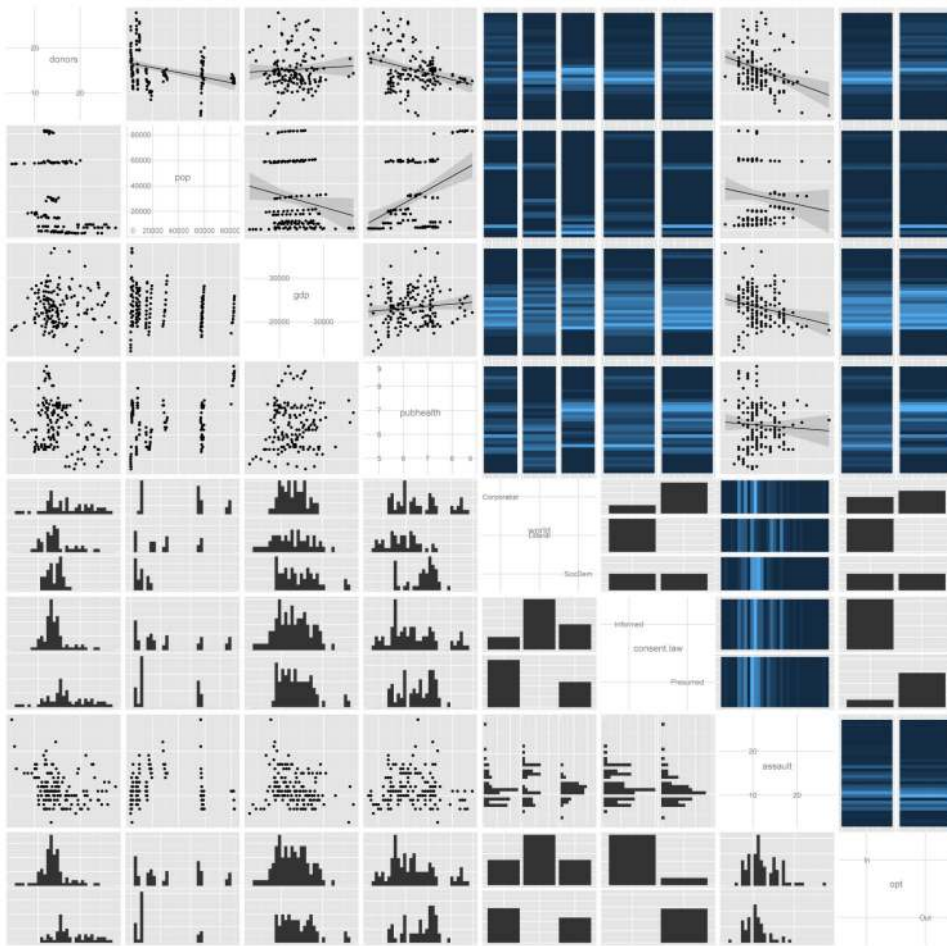 20
donors
10
20
80000
60000
pop
40000
20000
0
20000
40000
60000
80000
30000
gdp
20000
20000
30000
9
8
7
pubhealth
6
5
5
6
7
8
9
Corporatist
world
Liberal
SocDem
Informed
consent.law
Presumed
20
assault
10
10
20
In
opt
Out